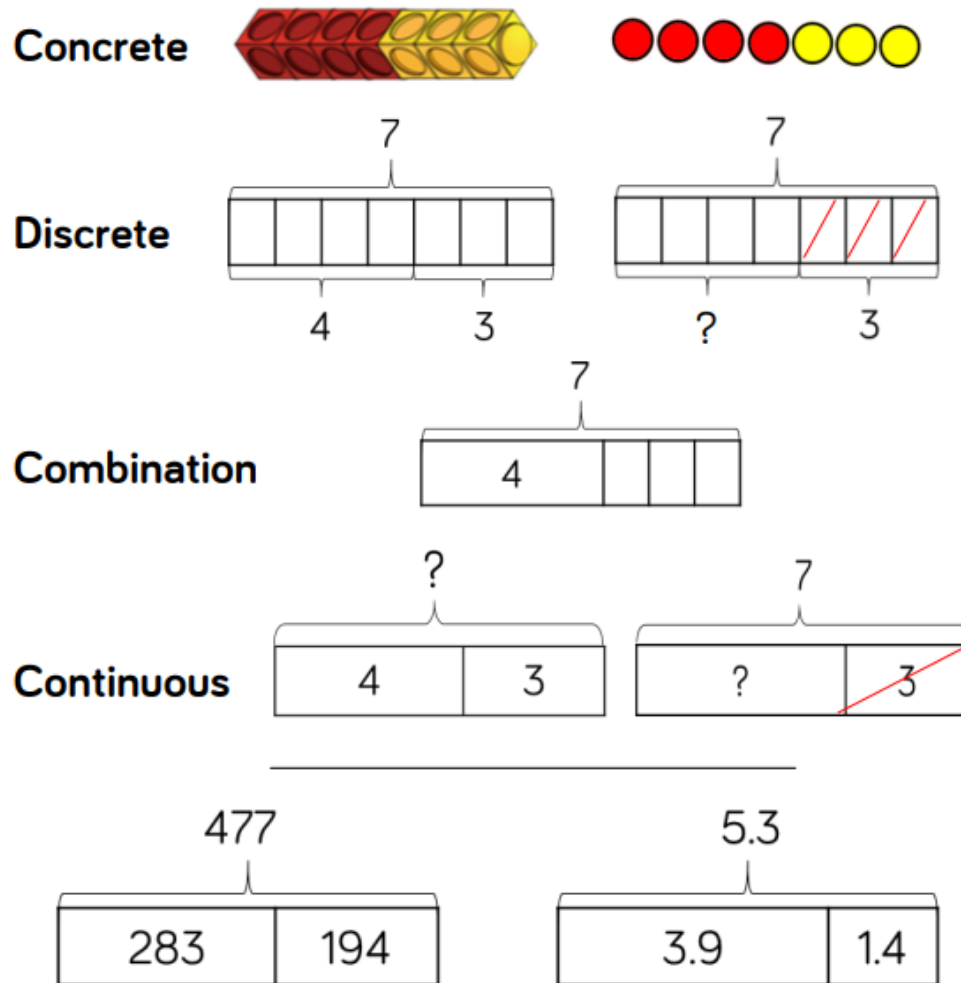 Concrete
7 7
Discrete
4 3 ? 3
7
Combination
4
? 7
Continuous
4 3 ? 3
477 5.3
283 194 3.9 1.4